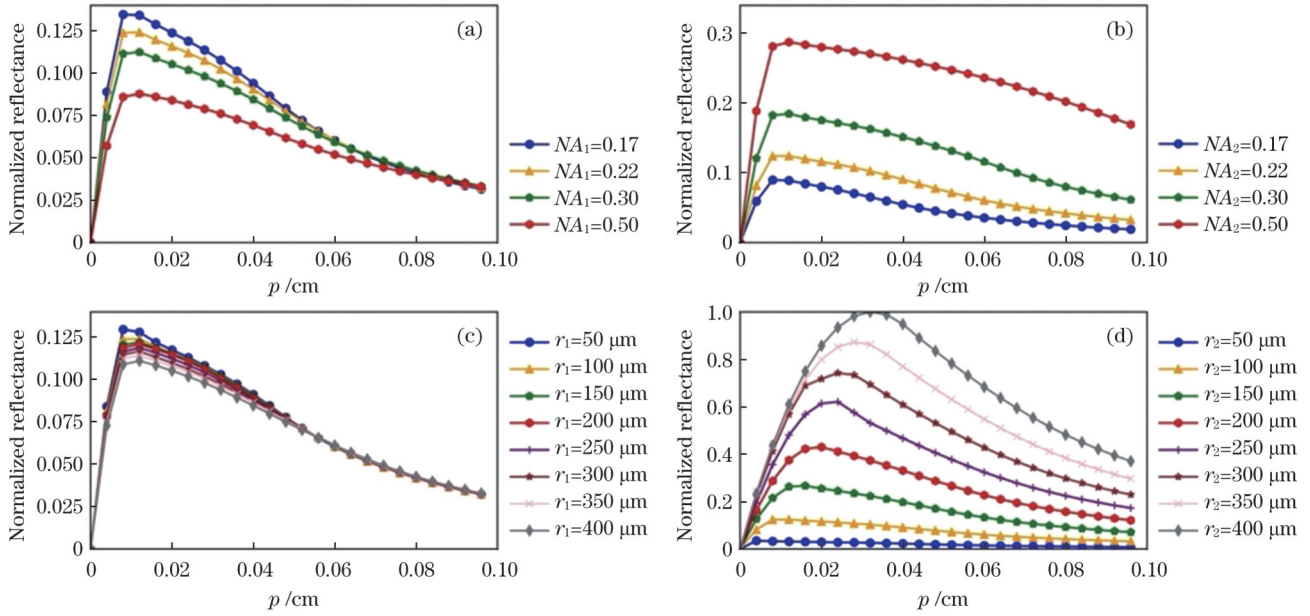 (a)
Normalized reflectance
0.125
0.100
0.075
0.050
0.025
0
0 0.02 0.04 0.06 0.08 0.10
p /cm
NA₁=0.17
NA₁=0.22
NA₁=0.30
NA₁=0.50
(b)
Normalized reflectance
0.3
0.2
0.1
0
0 0.02 0.04 0.06 0.08 0.10
p /cm
NA₂=0.17
NA₂=0.22
NA₂=0.30
NA₂=0.50
(c)
Normalized reflectance
0.125
0.100
0.075
0.050
0.025
0
0 0.02 0.04 0.06 0.08 0.10
p /cm
r₁=50 μm
r₁=100 μm
r₁=150 μm
r₁=200 μm
r₁=250 μm
r₁=300 μm
r₁=350 μm
r₁=400 μm
(d)
Normalized reflectance
1.0
0.8
0.6
0.4
0.2
0
0 0.02 0.04 0.06 0.08 0.10
p /cm
r₂=50 μm
r₂=100 μm
r₂=150 μm
r₂=200 μm
r₂=250 μm
r₂=300 μm
r₂=350 μm
r₂=400 μm